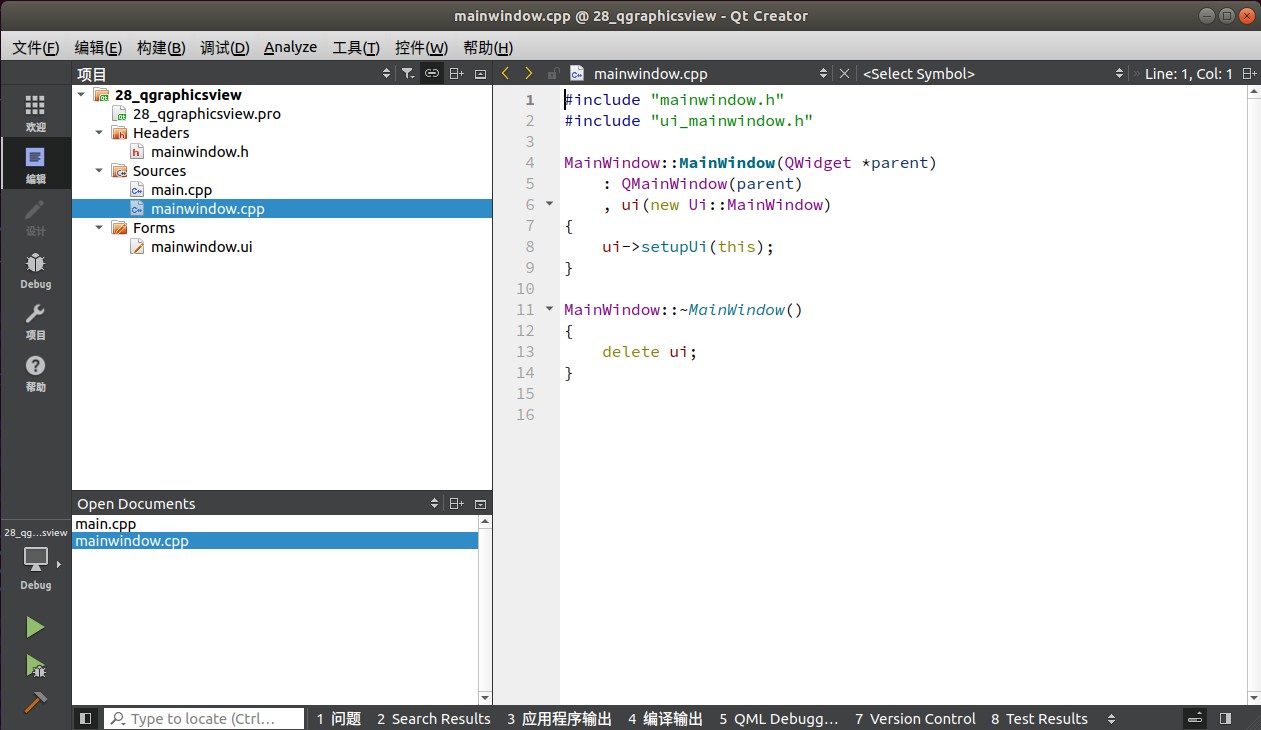 mainwindow.cpp @ 28_qgraphicsview - Qt Creator
文件(F) 编辑(E) 构建(B) 调试(D) Analyze 工具(T) 控件(W) 帮助(H)
项目
mainwindow.cpp <Select Symbol> Line: 1, Col: 1
欢迎
编辑
设计
Debug
项目
帮助
28_qg...sview
Debug
28_qgraphicsview
28_qgraphicsview.pro
Headers
mainwindow.h
Sources
main.cpp
mainwindow.cpp
Forms
mainwindow.ui
Open Documents
main.cpp
mainwindow.cpp
1 #include "mainwindow.h"
2 #include "ui_mainwindow.h"
3
4 MainWindow::MainWindow(QWidget *parent)
5     : QMainWindow(parent)
6     , ui(new Ui::MainWindow)
7 {
8     ui->setupUi(this);
9 }
10
11 MainWindow::~MainWindow()
12 {
13     delete ui;
14 }
15
16
Type to locate (Ctrl... 1 问题 2 Search Results 3 应用程序输出 4 编译输出 5 QML Debugg... 7 Version Control 8 Test Results